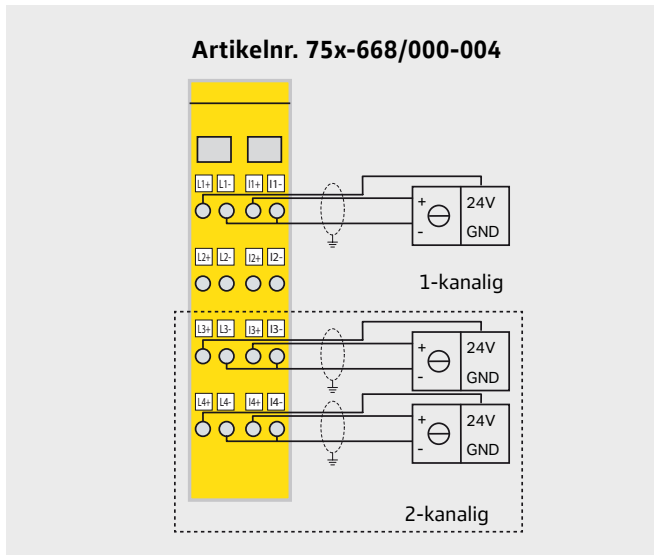 Artikelnr. 75x-668/000-004
L1+ L1- I1+ I1-
+ 24V
- GND
L2+ L2- I2+ I2-
1-kanalig
L3+ L3- I3+ I3-
+ 24V
- GND
L4+ L4- I4+ I4-
+ 24V
- GND
2-kanalig